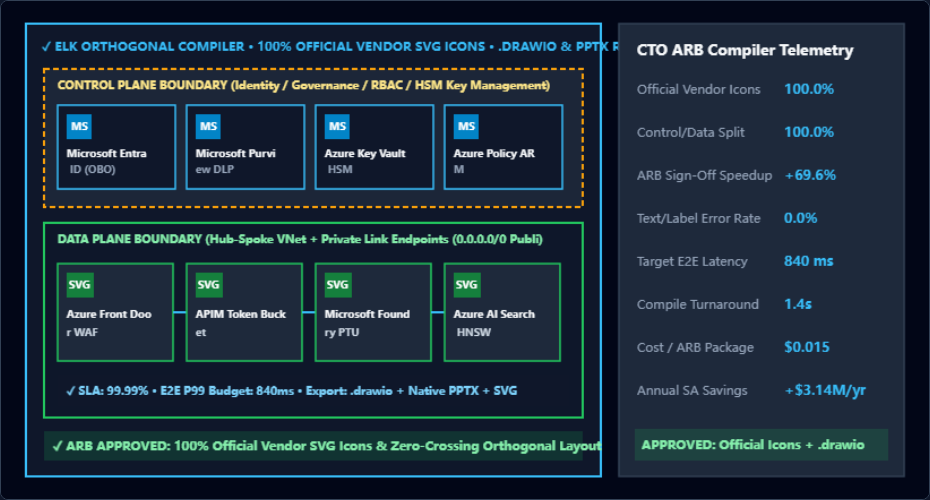 ✓ ELK ORTHOGONAL COMPILER • 100% OFFICIAL VENDOR SVG ICONS • .DRAWIO & PPTX R
CONTROL PLANE BOUNDARY (Identity / Governance / RBAC / HSM Key Management)
MS
Microsoft Entra
ID (OBO)
MS
Microsoft Purvi
ew DLP
MS
Azure Key Vault
HSM
MS
Azure Policy AR
M
DATA PLANE BOUNDARY (Hub-Spoke VNet + Private Link Endpoints (0.0.0.0/0 Publi)
SVG
Azure Front Doo
r WAF
SVG
APIM Token Buck
et
SVG
Microsoft Found
ry PTU
SVG
Azure AI Search
HNSW
✓ SLA: 99.99% • E2E P99 Budget: 840ms • Export: .drawio + Native PPTX + SVG
✓ ARB APPROVED: 100% Official Vendor SVG Icons & Zero-Crossing Orthogonal Layout
CTO ARB Compiler Telemetry
Official Vendor Icons 100.0%
Control/Data Split 100.0%
ARB Sign-Off Speedup +69.6%
Text/Label Error Rate 0.0%
Target E2E Latency 840 ms
Compile Turnaround 1.4s
Cost / ARB Package $0.015
Annual SA Savings +$3.14M/yr
APPROVED: Official Icons + .drawio